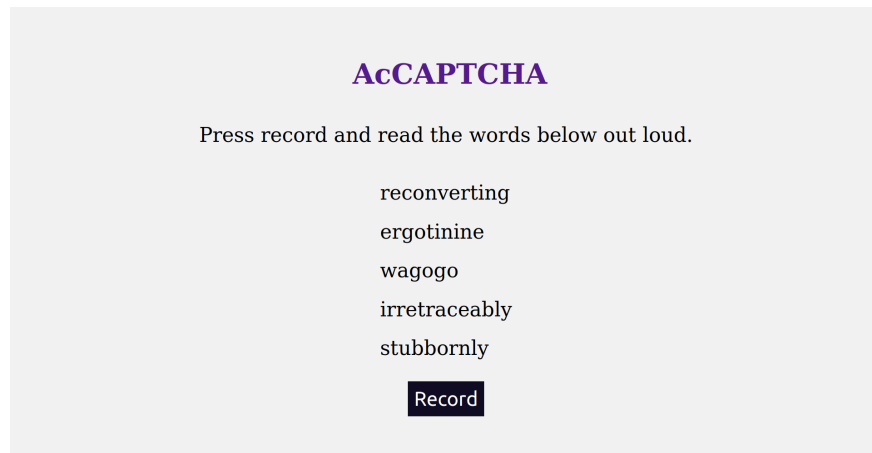 AcCAPTCHA
Press record and read the words below out loud.
reconverting
ergotinine
wagogo
irretraceably
stubbornly
Record